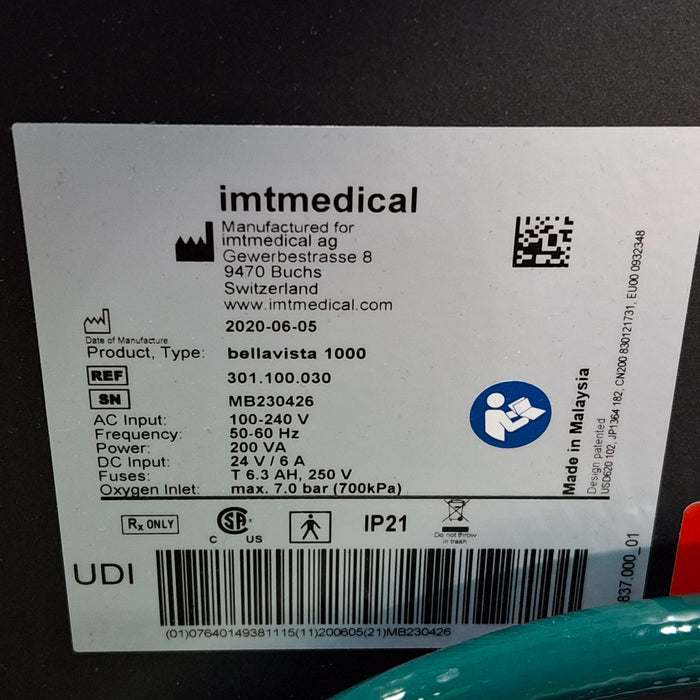 imtmedical
Manufactured for
imtmedical ag
Gewerbestrasse 8
9470 Buchs
Switzerland
www.imtmedical.com
2020-06-05
Date of Manufacture
Product, Type: bellavista 1000
REF 301.100.030
SN MB230426
AC Input: 100-240 V
Frequency: 50-60 Hz
Power: 200 VA
DC Input: 24 V / 6 A
Fuses: T 6.3 AH, 250 V
Oxygen Inlet: max. 7.0 bar (700kPa)
Made in Malaysia
Design patented
USD620 102, JP1364 182, CN200 830121731, EU00 0932348
Rx ONLY
C SA US
IP21
Do not throw
in trash
837.000_01
UDI
(01)07640149381115(11)200605(21)MB230426